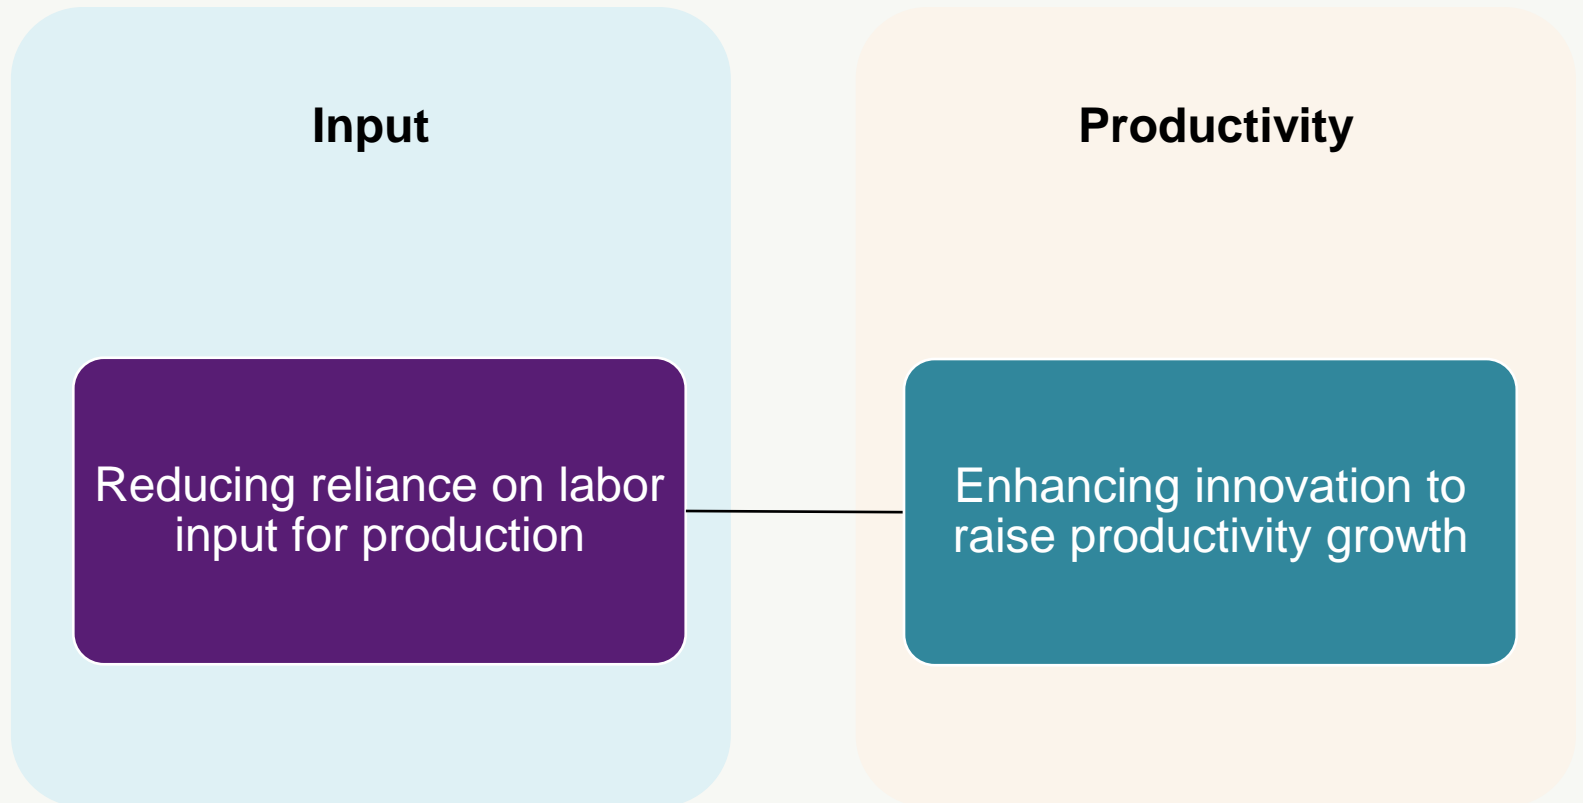 Input
Reducing reliance on labor
input for production
Productivity
Enhancing innovation to
raise productivity growth